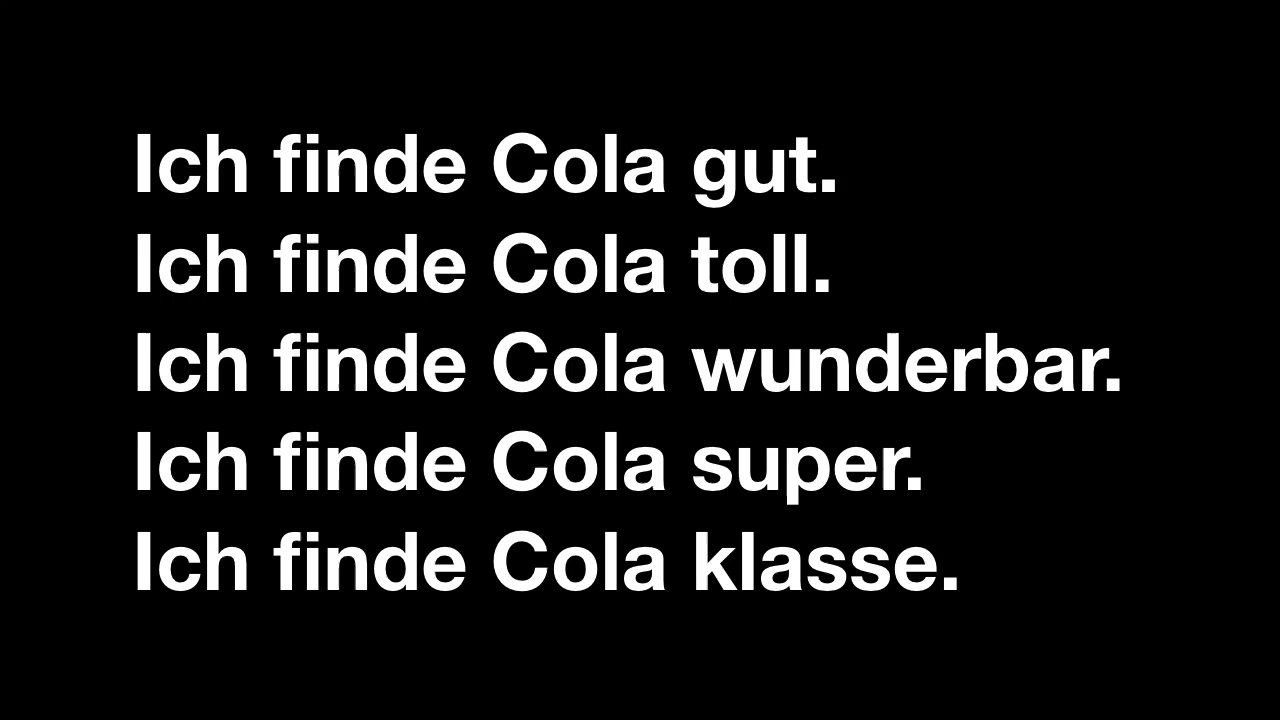 Ich finde Cola gut.
Ich finde Cola toll.
Ich finde Cola wunderbar.
Ich finde Cola super.
Ich finde Cola klasse.